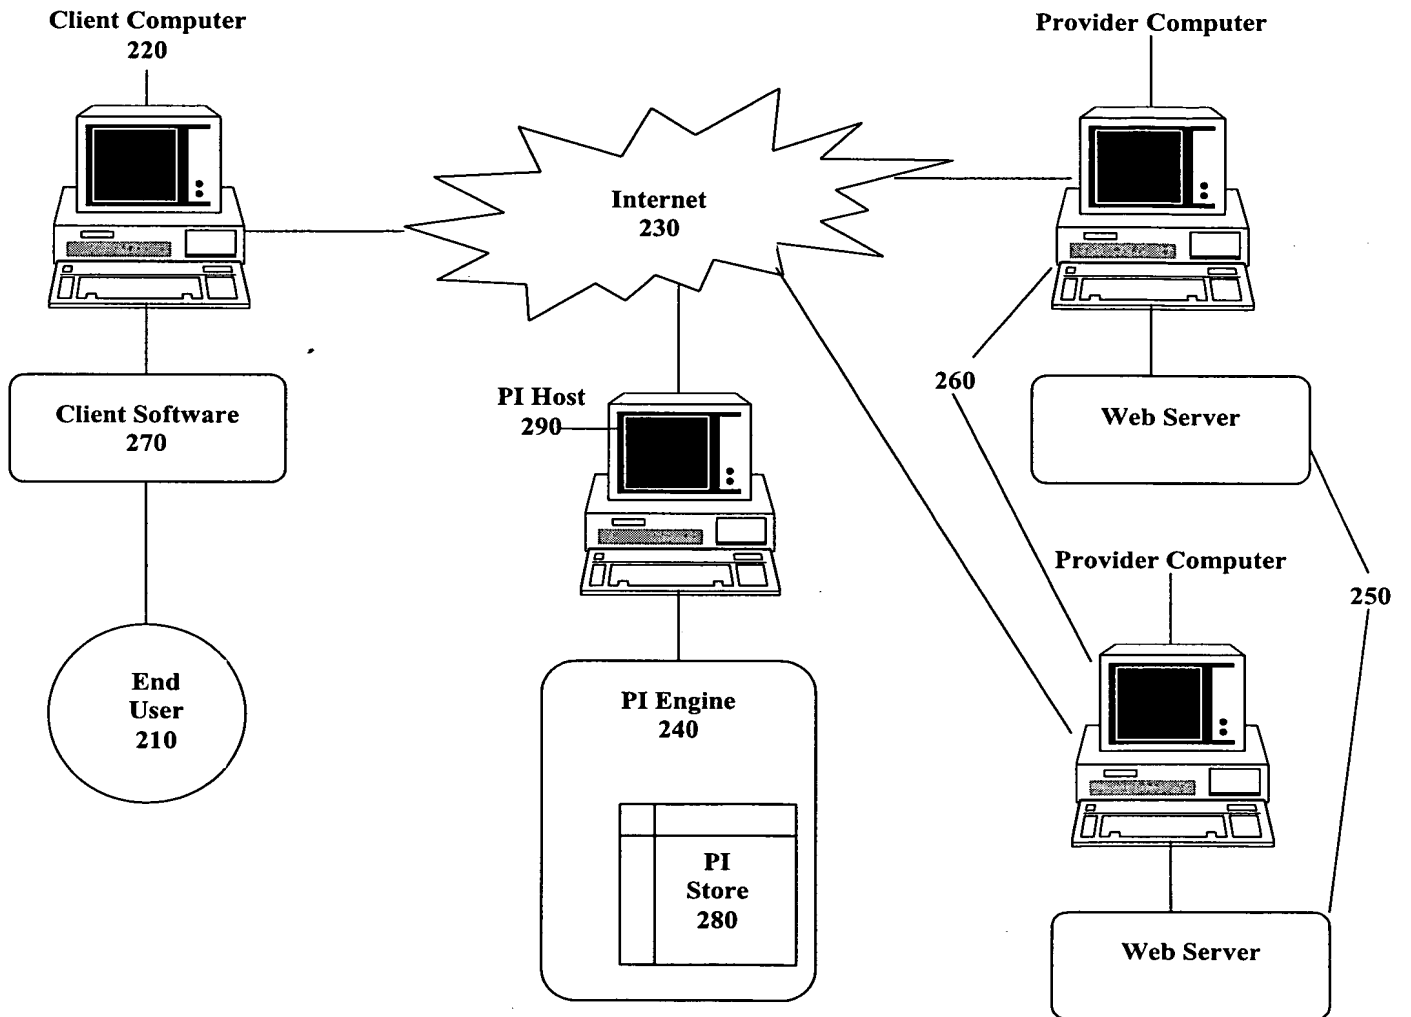 Client Computer
220
Provider Computer
Internet
230
PI Host
290
260
Client Software
270
Web Server
Provider Computer
250
End
User
210
PI Engine
240
PI
Store
280
Web Server